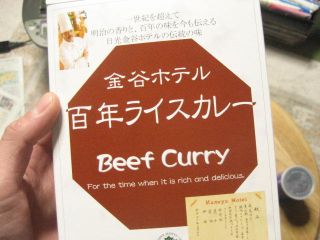 一世紀を超えて
明治の香りと、百年の味を今も伝える
日光金谷ホテルの伝統の味
金谷ホテル
百年ライスカレー
Beef Curry
For the time when it is rich and delicious.
Kanaya Hotel